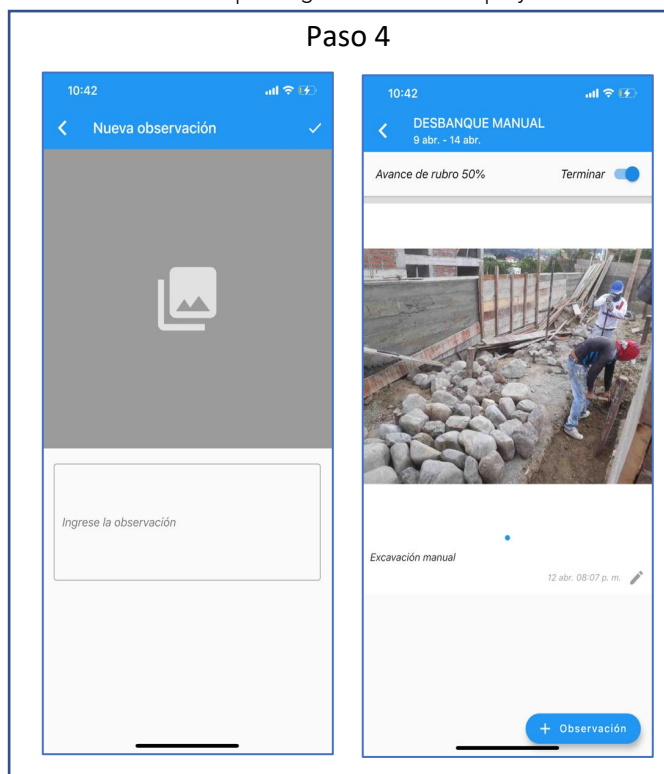 Paso 4
10:42
Nueva observación
Ingrese la observación
10:42
DESBANQUE MANUAL
9 abr. - 14 abr.
Avance de rubro 50% Terminar
Excavación manual
12 abr. 08:07 p. m.
+ Observación